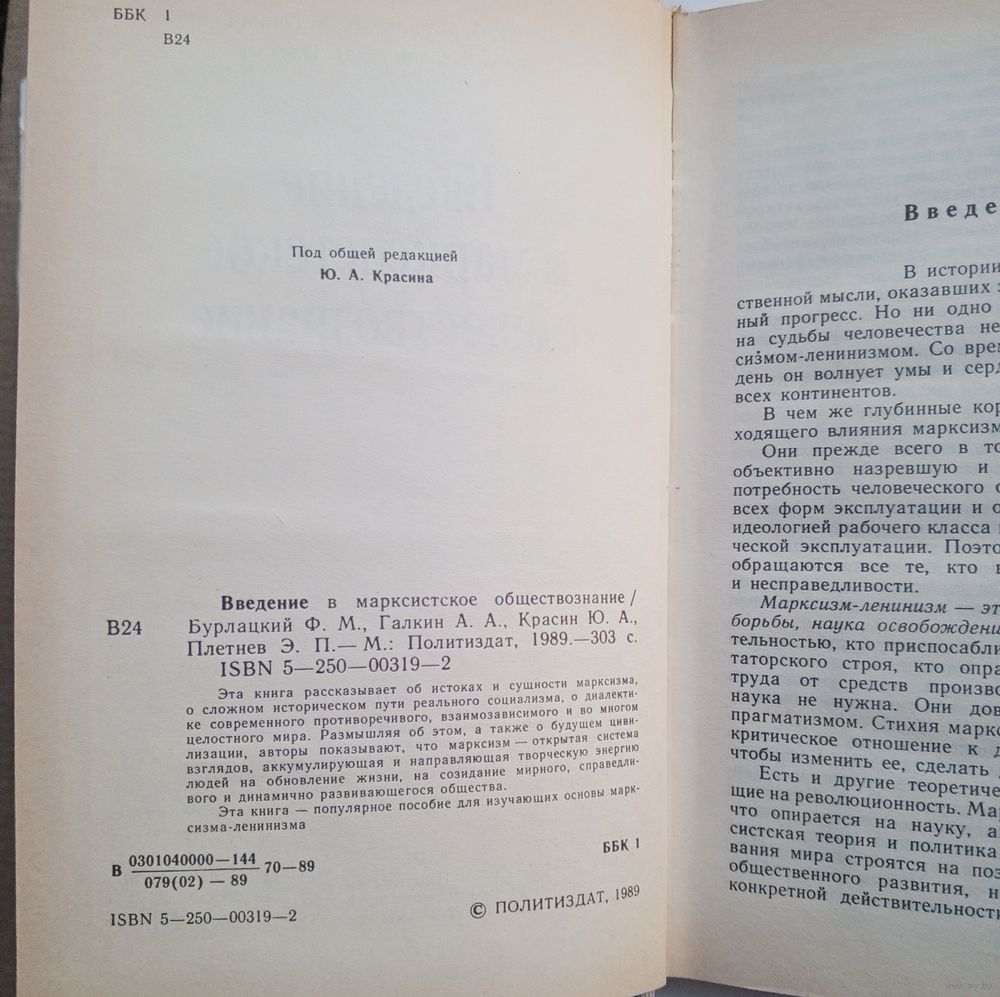 ББК 1
В24
Под общей редакцией
Ю. А. Красина
Введение в марксистское обществознание/
В24 Бурлацкий Ф. М., Галкин А. А., Красин Ю. А.,
Плетнев Э. П.— М.: Политиздат, 1989.—303 с.
ISBN 5—250—00319—2
Эта книга рассказывает об истоках и сущности марксизма,
о сложном историческом пути реального социализма, о диалекти-
ке современного противоречивого, взаимозависимого и во многом
целостного мира. Размышляя об этом, а также о будущем циви-
лизации, авторы показывают, что марксизм — открытая система
взглядов, аккумулирующая и направляющая творческую энергию
людей на обновление жизни, на созидание мирного, справедли-
вого и динамично развивающегося общества.
Эта книга — популярное пособие для изучающих основы марк-
сизма-ленинизма
В 0301040000—144 70—89
079(02) — 89
ББК 1
ISBN 5—250—00319—2
© ПОЛИТИЗДАТ, 1989
Введе
В истории
ственной мысли, оказавших
ный прогресс. Но ни одно
на судьбы человечества не
сизмом-ленинизмом. Со врем
день он волнует умы и серд
всех континентов.
В чем же глубинные кор
ходящего влияния марксизм
Они прежде всего в то
объективно назревшую и
потребность человеческого
всех форм эксплуатации и
идеологией рабочего класса
ческой эксплуатации. Поэто
обращаются все те, кто
и несправедливости.
Марксизм-ленинизм — эт
борьбы, наука освобождени
тельностью, кто приспособли
таторского строя, кто опра
труда от средств произво
наука не нужна. Они дов
прагматизмом. Стихия маркс
критическое отношение к д
чтобы изменить ее, сделать
Есть и другие теоретиче
щие на революционность. Ма
что опирается на науку, а
систская теория и политика
вания мира строятся на поз
общественного развития, н
конкретной действительност
www.ay.by